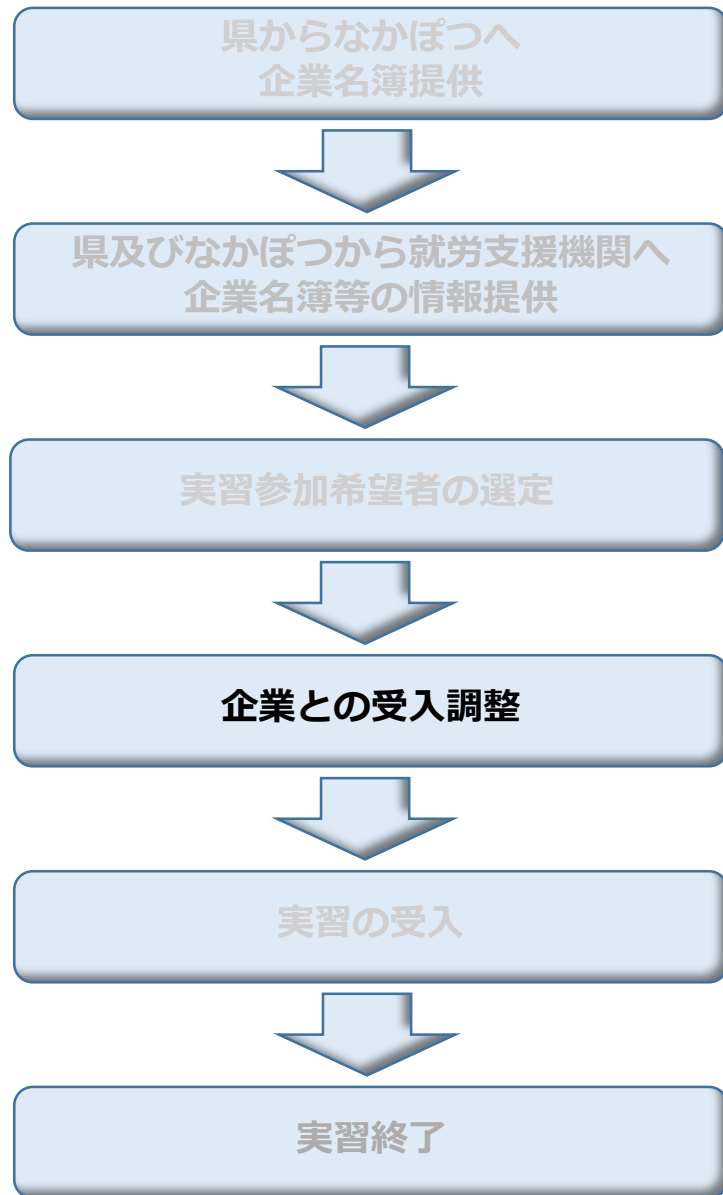 県からなかぽつへ
企業名簿提供
県及びなかぽつから就労支援機関へ
企業名簿等の情報提供
実習参加希望者の選定
企業との受入調整
実習の受入
実習終了